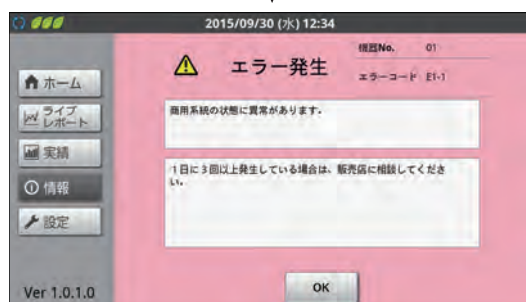 2015/09/30 (水) 12:34
ホーム
ライブ
レポート
実績
情報
設定
Ver 1.0.1.0
エラー発生
機器No. 01
エラーコード E1-1
商用系統の状態に異常があります。
1日に3回以上発生している場合は、販売店に相談してくださ
い。
OK